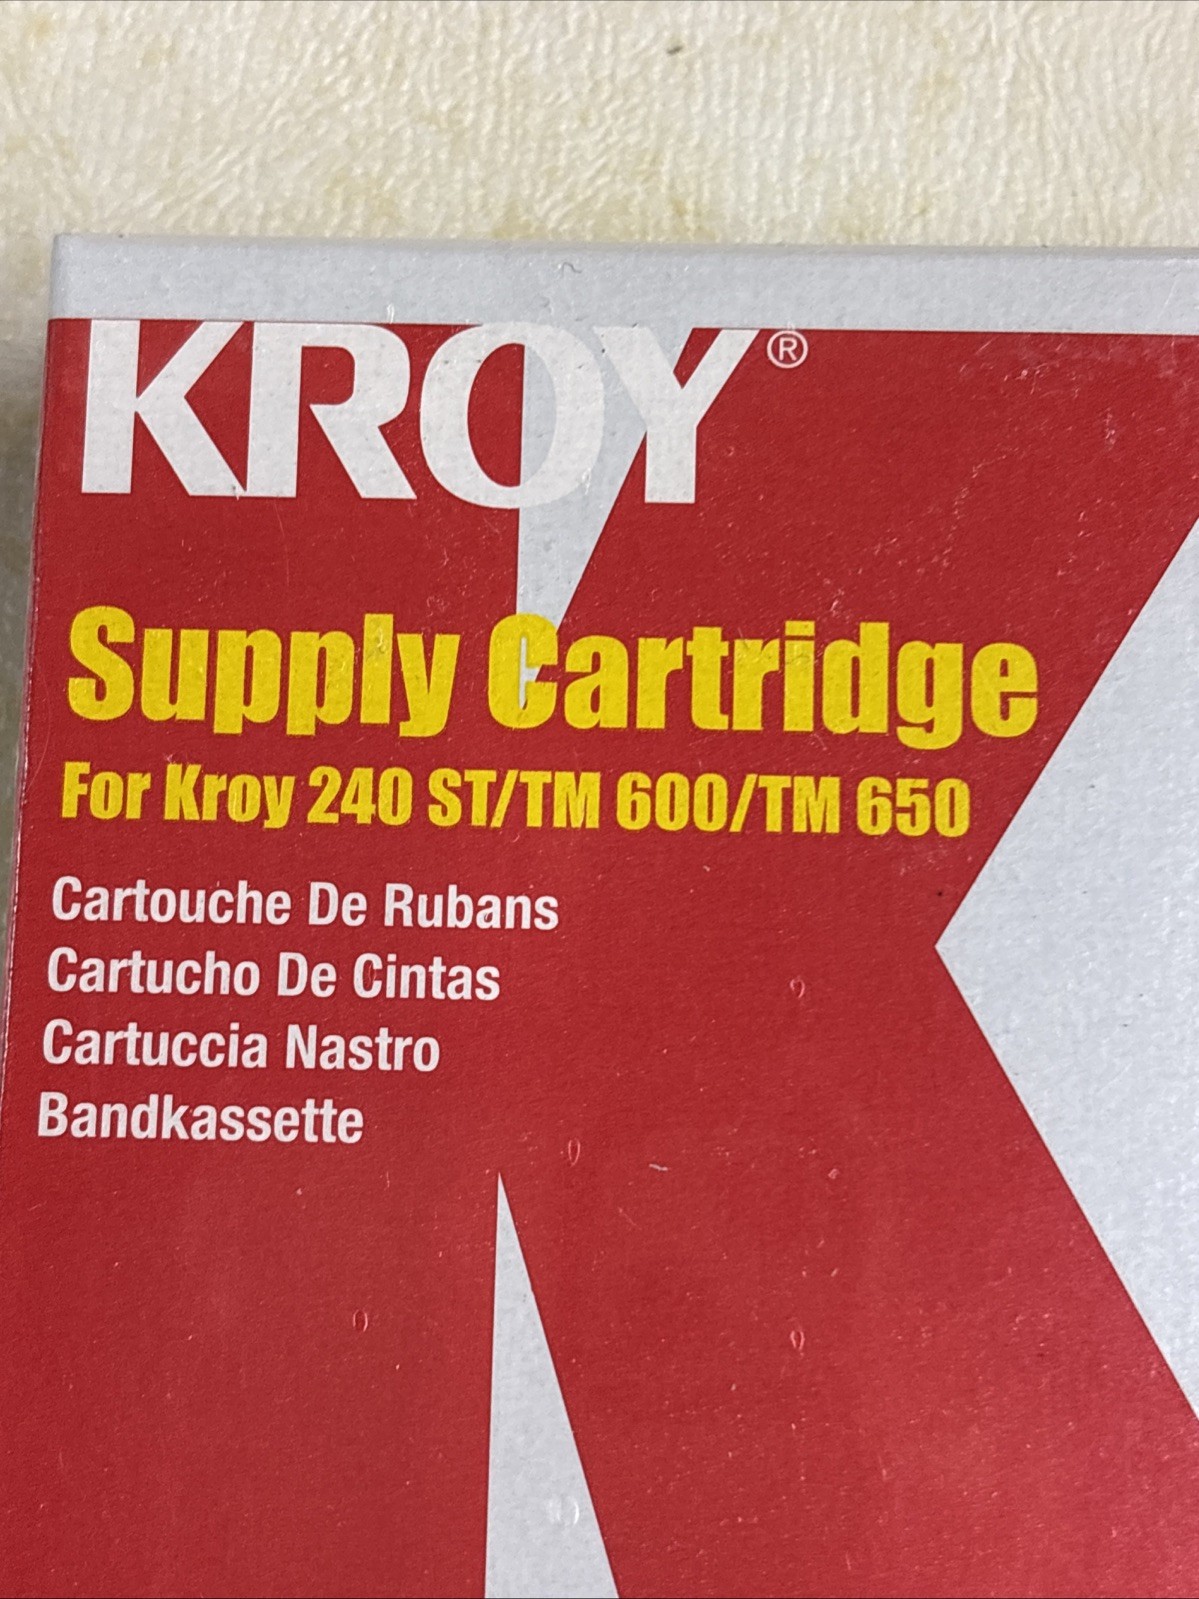 KROY®
Supply Cartridge
For Kroy 240 ST/TM 600/TM 650
Cartouche De Rubans
Cartucho De Cintas
Cartuccia Nastro
Bandkassette